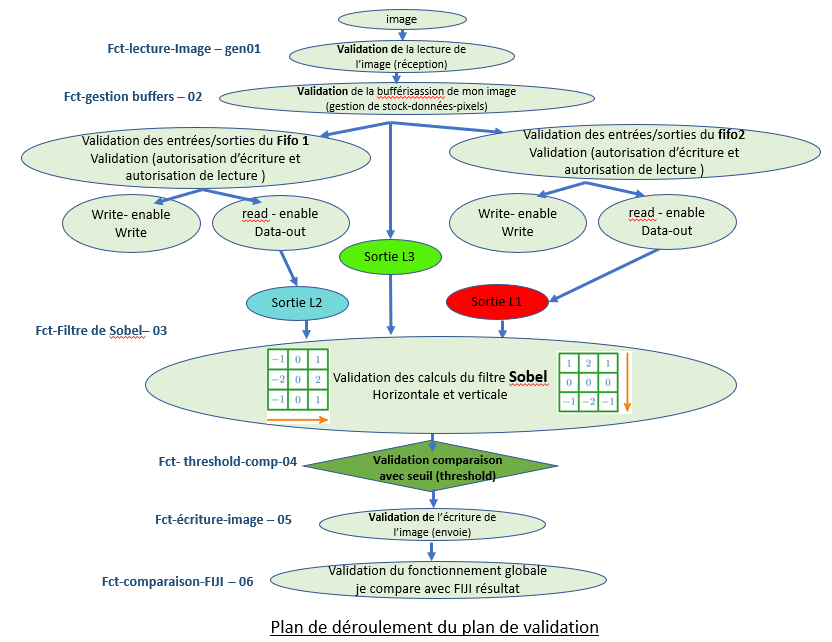 image
Fct-lecture-Image – gen01
Validation de la lecture de
l'image (réception)
Fct-gestion buffers – 02
Validation de la bufférisassion de mon image
(gestion de stock-données-pixels)
Validation des entrées/sorties du Fifo 1
Validation (autorisation d'écriture et
autorisation de lecture )
Validation des entrées/sorties du fifo2
Validation (autorisation d'écriture et
autorisation de lecture )
Write- enable
Write
read - enable
Data-out
Write- enable
Write
read - enable
Data-out
Sortie L3
Sortie L2
Sortie L1
Fct-Filtre de Sobel– 03
−1 0 1
−2 0 2
−1 0 1
Validation des calculs du filtre Sobel
Horizontale et verticale
1 2 1
0 0 0
−1 −2 −1
Fct- threshold-comp-04
Validation comparaison
avec seuil (threshold)
Fct-écriture-image – 05
Validation de l'écriture de
l'image (envoie)
Fct-comparaison-FIJI – 06
Validation du fonctionnement globale
je compare avec FIJI résultat
Plan de déroulement du plan de validation